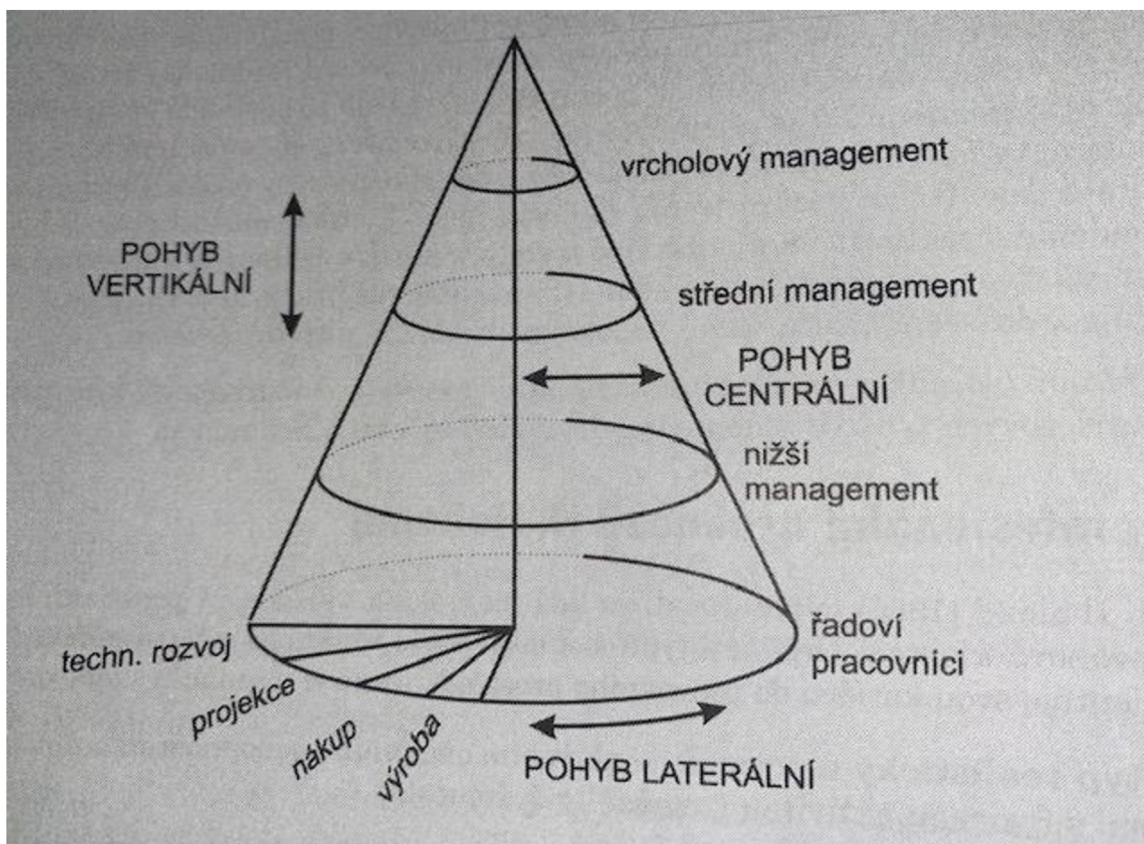 vrcholový management
POHYB
VERTIKÁLNÍ
střední management
POHYB
CENTRÁLNÍ
nižší
management
řadoví
pracovníci
techn. rozvoj
projekce
nákup
výroba
POHYB LATERÁLNÍ